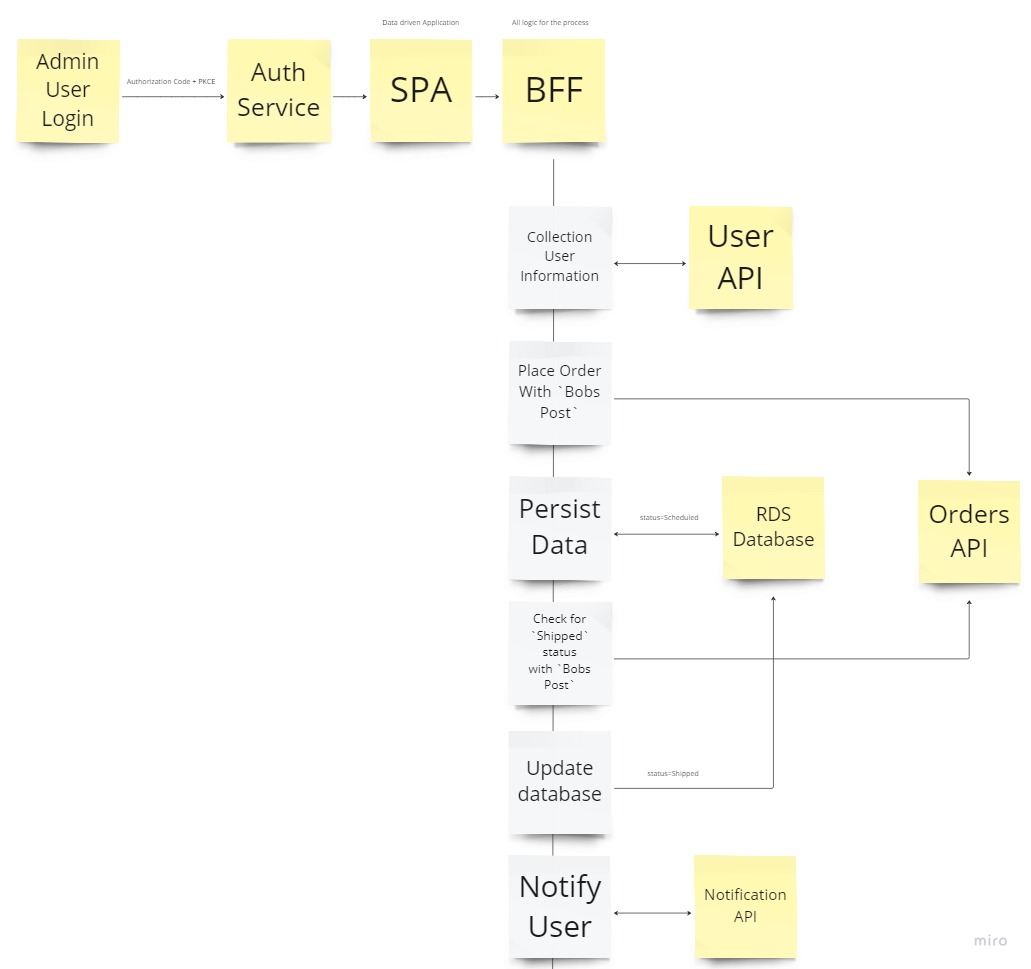 Data driven Application
All logic for the process
Admin
User
Login
Authorization Code + PKCE
Auth
Service
SPA
BFF
Collection
User
Information
User
API
Place Order
With `Bobs
Post`
Persist
Data
status=Scheduled
RDS
Database
Orders
API
Check for
`Shipped`
status
with `Bobs
Post`
Update
database
status=Shipped
Notify
User
Notification
API
miro